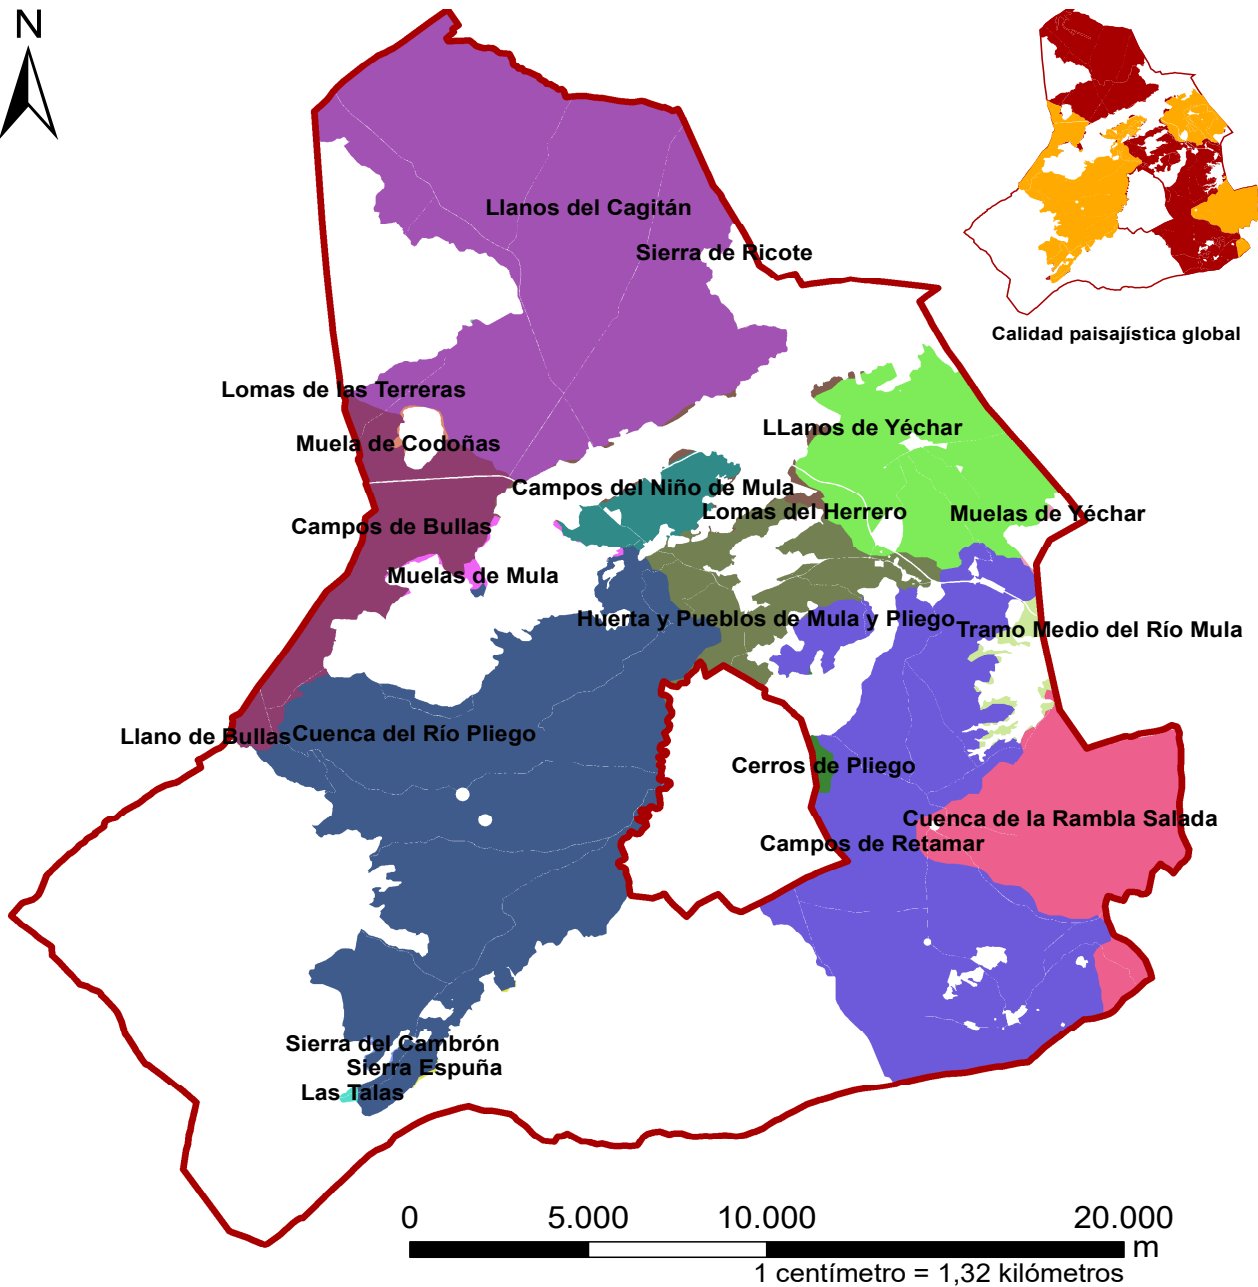 N
Llanos del Cagitán
Sierra de Ricote
Calidad paisajística global
Lomas de las Terreras
Muela de Codoñas
LLanos de Yéchar
Campos del Niño de Mula
Lomas del Herrero
Muelas de Yéchar
Campos de Bullas
Muelas de Mula
Huerta y Pueblos de Mula y Pliego
Tramo Medio del Río Mula
Llano de Bullas
Cuenca del Río Pliego
Cerros de Pliego
Cuenca de la Rambla Salada
Campos de Retamar
Sierra del Cambrón
Sierra Espuña
Las Talas
0 5.000 10.000 20.000
m
1 centímetro = 1,32 kilómetros